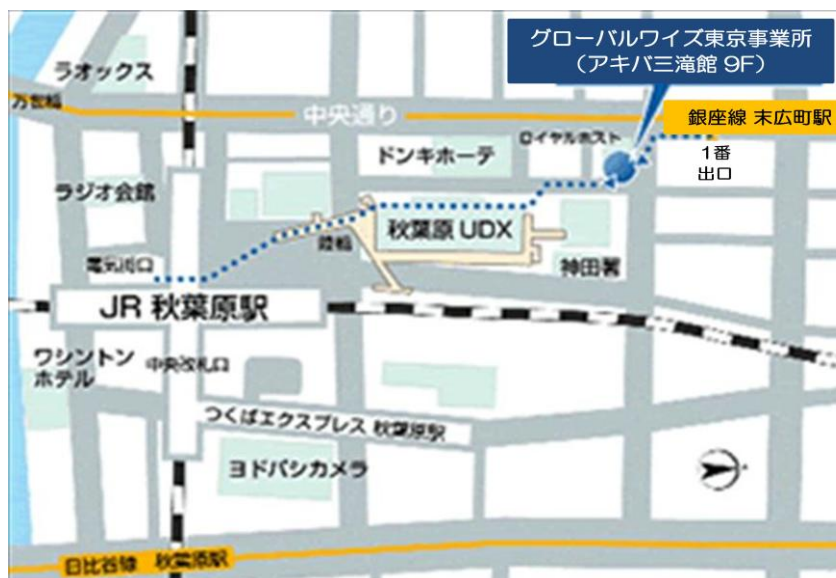 グローバルワイズ東京事業所
（アキバ三滝館 9F）
ラオックス
万世橋
中央通り
銀座線 末広町駅
ロイヤルホスト
1番
出口
ドンキホーテ
ラジオ会館
秋葉原 UDX
陸橋
電気街口
神田署
JR 秋葉原駅
ワシントン
ホテル
中央改札口
つくばエクスプレス 秋葉原駅
ヨドバシカメラ
日比谷線 秋葉原駅